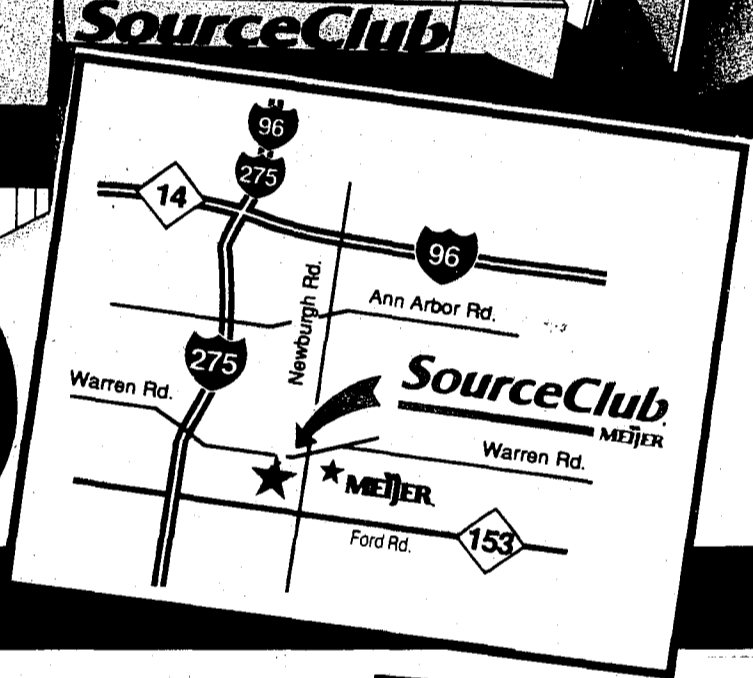 SourceClub
96
275
14
96
Newburgh Rd.
Ann Arbor Rd.
275
Warren Rd.
SourceClub
MEIJER
Warren Rd.
MEIJER
Ford Rd.
153